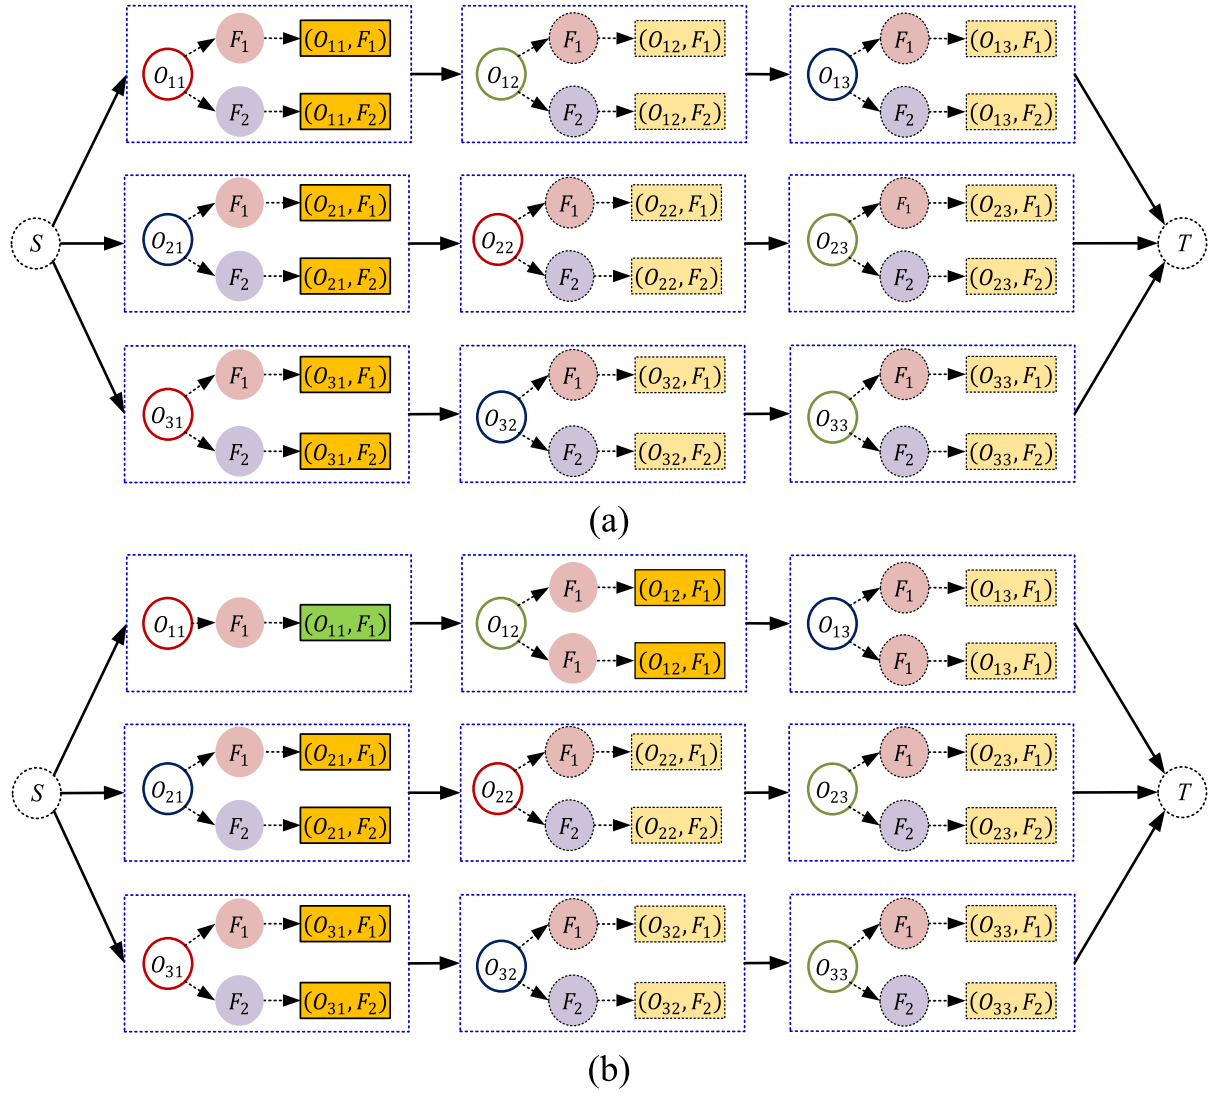 F₁ (O₁₁, F₁) F₁ (O₁₂, F₁) F₁ (O₁₃, F₁)
O₁₁ O₁₂ O₁₃
F₂ (O₁₁, F₂) F₂ (O₁₂, F₂) F₂ (O₁₃, F₂)
F₁ (O₂₁, F₁) F₁ (O₂₂, F₁) F₁ (O₂₃, F₁)
S O₂₁ O₂₂ O₂₃ T
F₂ (O₂₁, F₂) F₂ (O₂₂, F₂) F₂ (O₂₃, F₂)
F₁ (O₃₁, F₁) F₁ (O₃₂, F₁) F₁ (O₃₃, F₁)
O₃₁ O₃₂ O₃₃
F₂ (O₃₁, F₂) F₂ (O₃₂, F₂) F₂ (O₃₃, F₂)
(a)
F₁ (O₁₂, F₁) F₁ (O₁₃, F₁)
O₁₁ F₁ (O₁₁, F₁) O₁₂ O₁₃
F₁ (O₁₂, F₁) F₁ (O₁₃, F₁)
F₁ (O₂₁, F₁) F₁ (O₂₂, F₁) F₁ (O₂₃, F₁)
S O₂₁ O₂₂ O₂₃ T
F₂ (O₂₁, F₂) F₂ (O₂₂, F₂) F₂ (O₂₃, F₂)
F₁ (O₃₁, F₁) F₁ (O₃₂, F₁) F₁ (O₃₃, F₁)
O₃₁ O₃₂ O₃₃
F₂ (O₃₁, F₂) F₂ (O₃₂, F₂) F₂ (O₃₃, F₂)
(b)